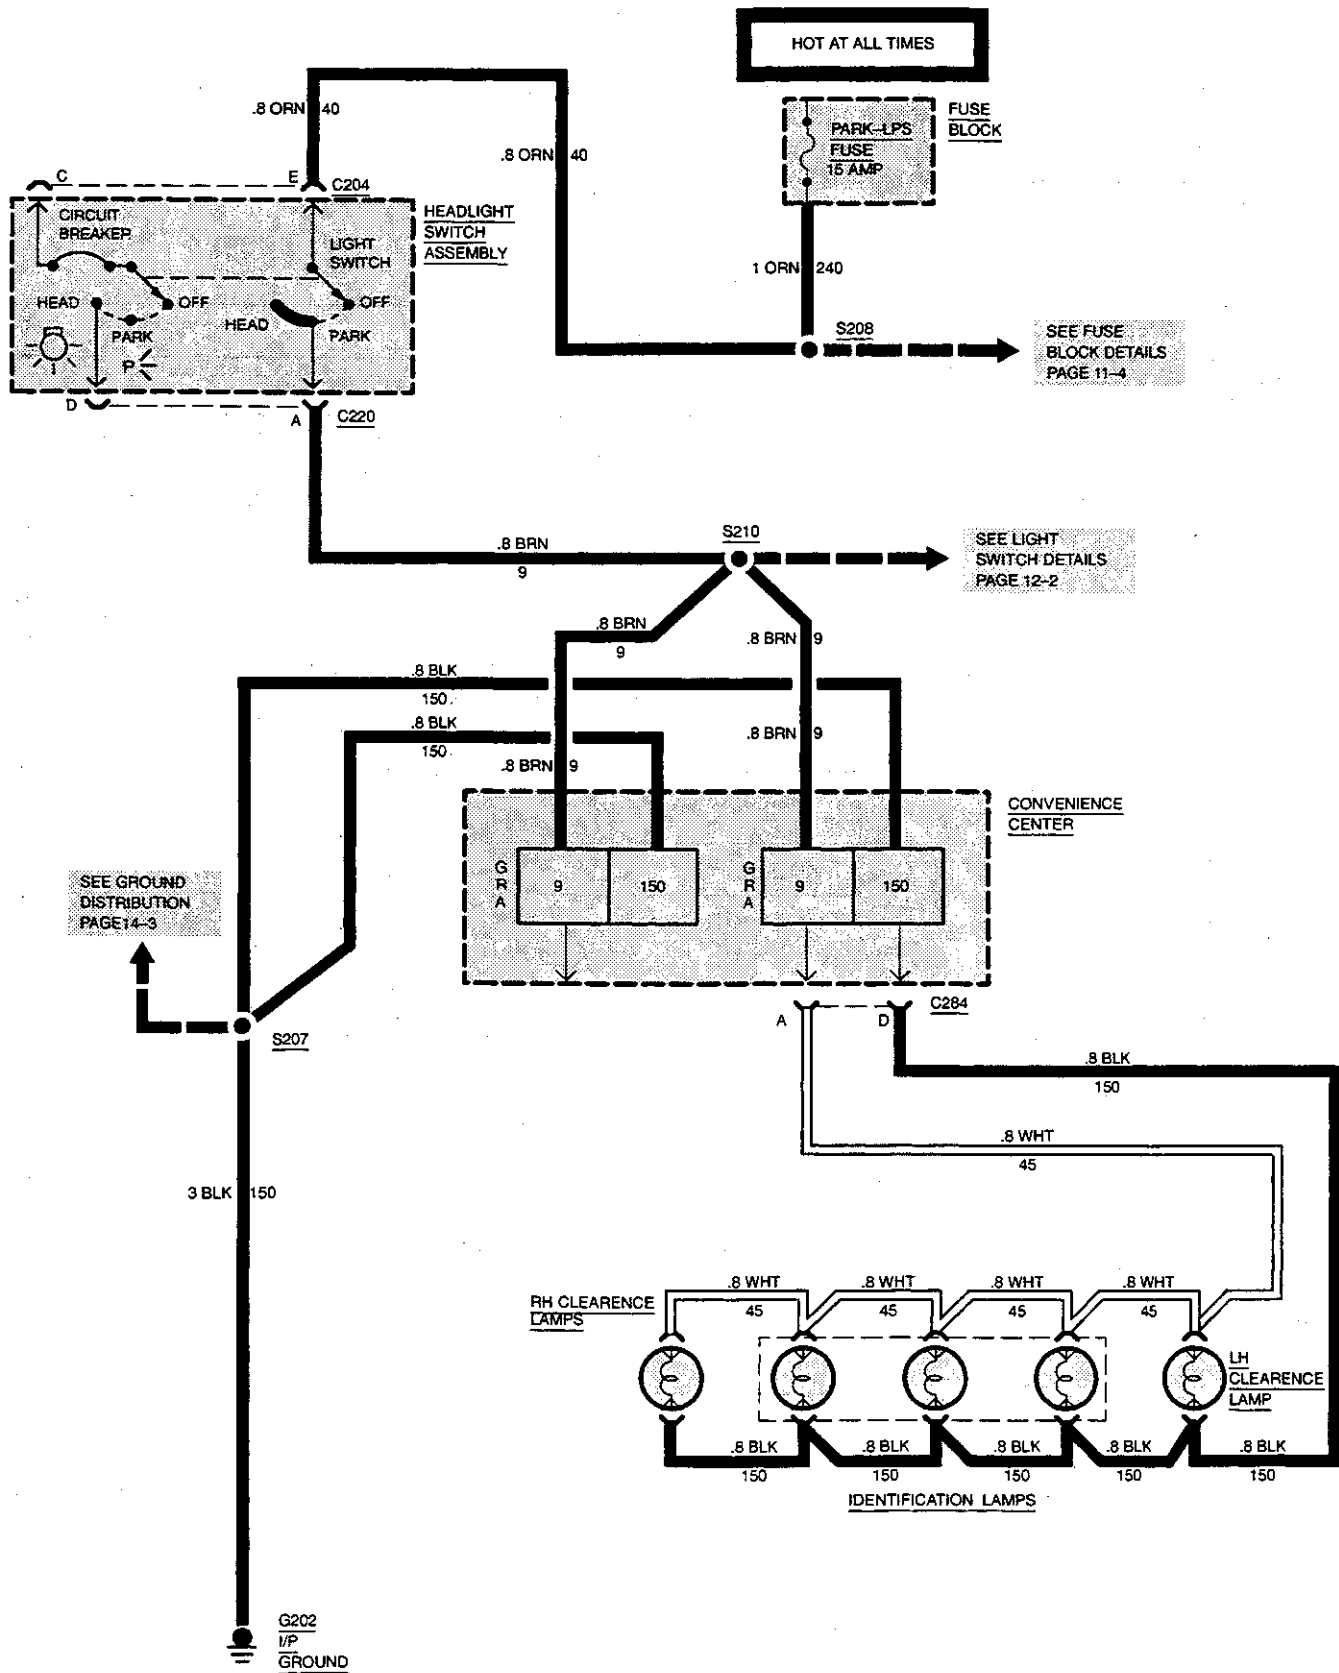 HOT AT ALL TIMES
FUSE
BLOCK
PARK–LPS
FUSE
15 AMP
.8 ORN 40
.8 ORN 40
1 ORN 240
C
E
C204
HEADLIGHT
SWITCH
ASSEMBLY
CIRCUIT
BREAKER
LIGHT
SWITCH
HEAD
OFF
PARK
P
HEAD
OFF
PARK
D
A
C220
S208
SEE FUSE
BLOCK DETAILS
PAGE 11–4
S210
.8 BRN
9
SEE LIGHT
SWITCH DETAILS
PAGE 12–2
.8 BRN
9
.8 BRN 9
.8 BLK
150
.8 BLK
150
.8 BRN 9
.8 BRN 9
CONVENIENCE
CENTER
GRA
9
150
GRA
9
150
SEE GROUND
DISTRIBUTION
PAGE14–3
S207
A
D
C284
.8 BLK
150
.8 WHT
45
3 BLK 150
RH CLEARENCE
LAMPS
.8 WHT
45
.8 WHT
45
.8 WHT
45
.8 WHT
45
LH
CLEARENCE
LAMP
.8 BLK
150
.8 BLK
150
.8 BLK
150
.8 BLK
150
.8 BLK
150
IDENTIFICATION LAMPS
G202
I/P
GROUND